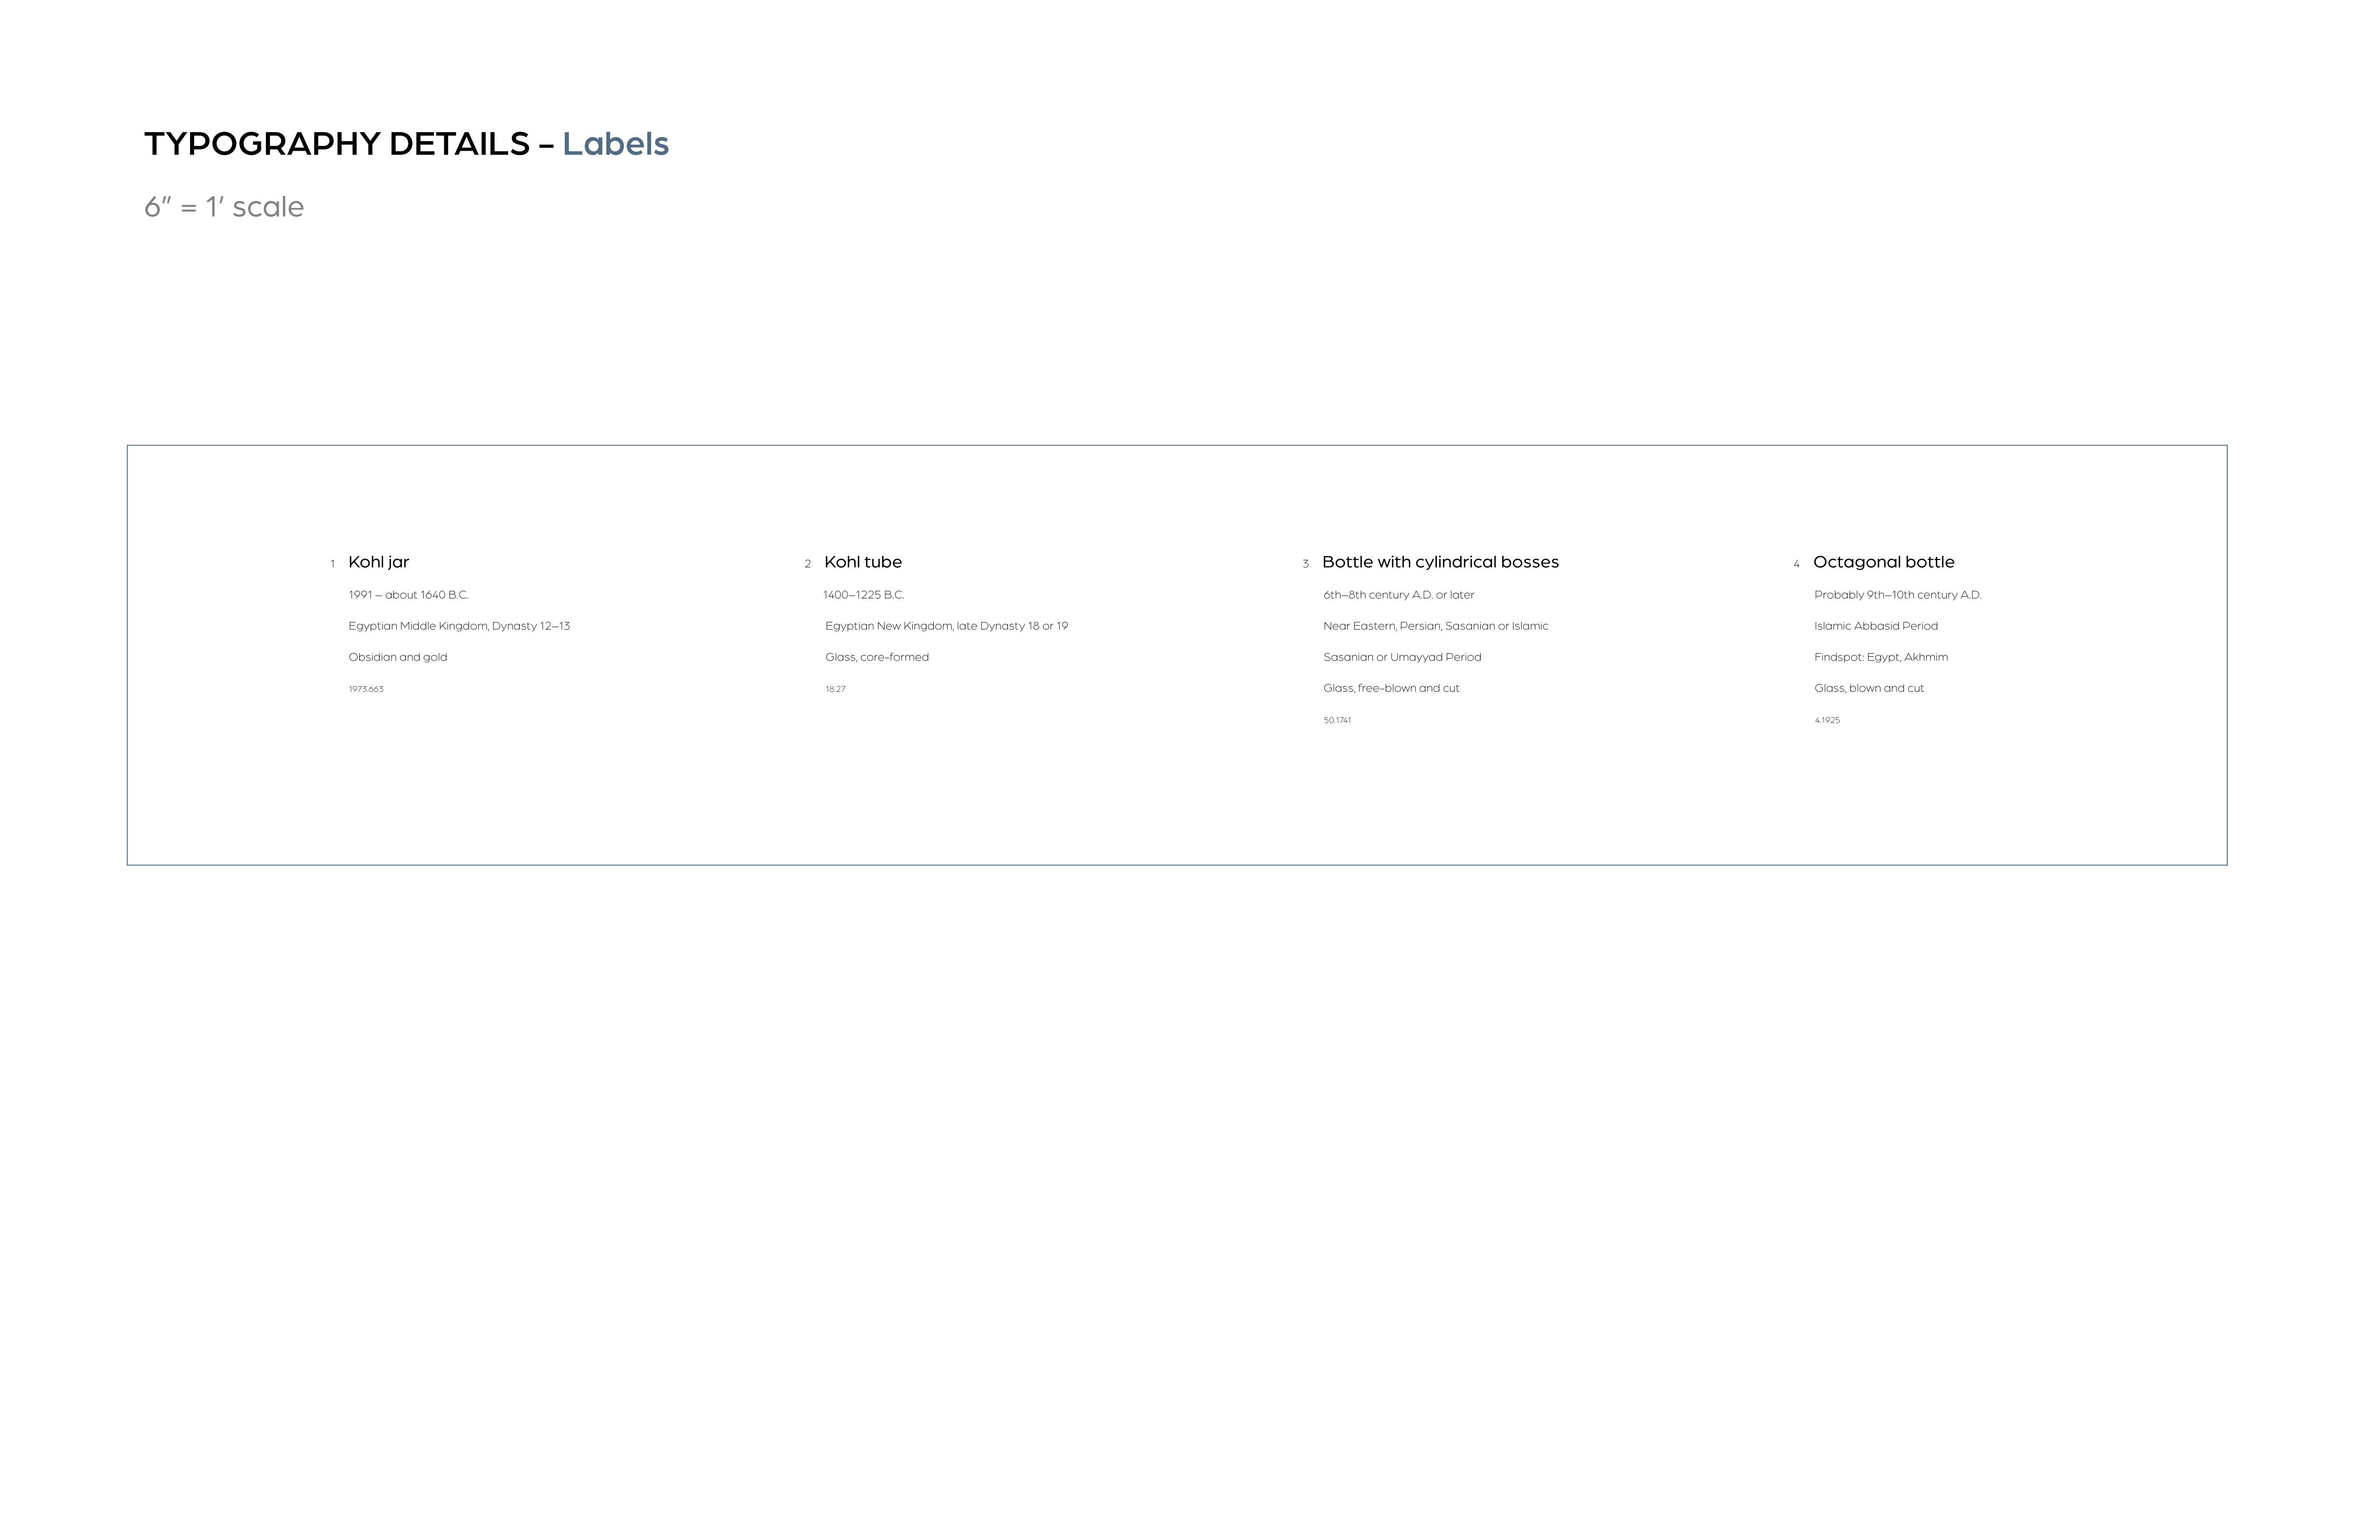 TYPOGRAPHY DETAILS – Labels
6″ = 1′ scale
1 Kohl jar
1991 – about 1640 B.C.
Egyptian Middle Kingdom, Dynasty 12–13
Obsidian and gold
1973.663
2 Kohl tube
1400–1225 B.C.
Egyptian New Kingdom, late Dynasty 18 or 19
Glass, core-formed
18.27
3 Bottle with cylindrical bosses
6th–8th century A.D. or later
Near Eastern, Persian, Sasanian or Islamic
Sasanian or Umayyad Period
Glass, free-blown and cut
50.1741
4 Octagonal bottle
Probably 9th–10th century A.D.
Islamic Abbasid Period
Findspot: Egypt, Akhmim
Glass, blown and cut
4.1925